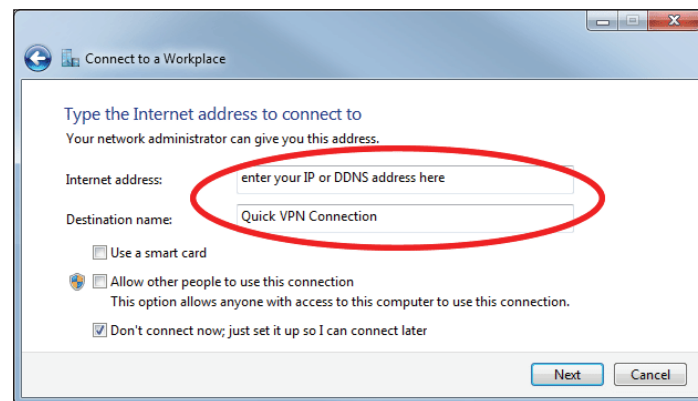 Connect to a Workplace
Type the Internet address to connect to
Your network administrator can give you this address.
Internet address: enter your IP or DDNS address here
Destination name: Quick VPN Connection
Use a smart card
Allow other people to use this connection
This option allows anyone with access to this computer to use this connection.
Don't connect now; just set it up so I can connect later
Next Cancel